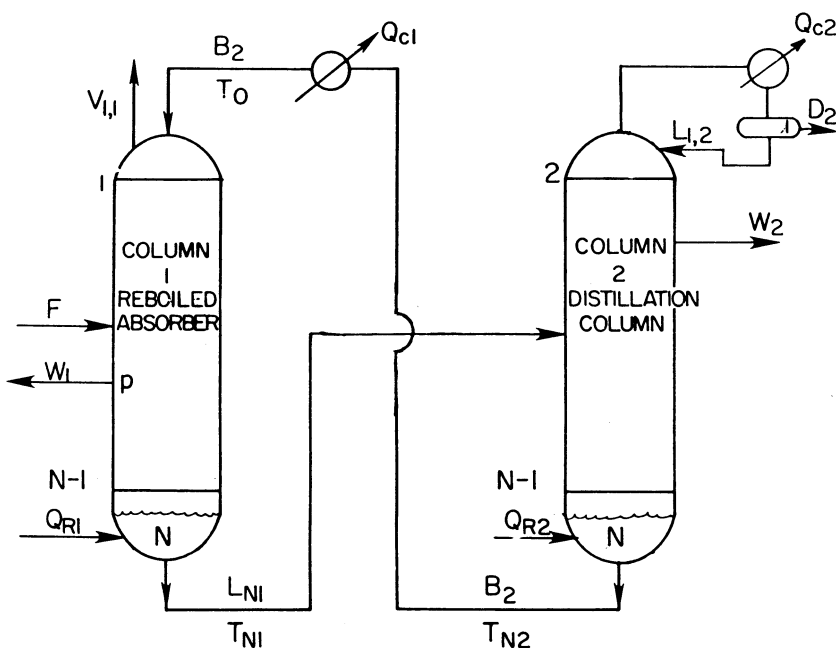 B2
T0
Qc1
V1,1
1
COLUMN
1
REBOILED
ABSORBER
F
W1
p
N-1
QR1
N
LN1
TN1
Qc2
D2
1
L1,2
2
W2
COLUMN
2
DISTILLATION
COLUMN
N-1
QR2
N
B2
TN2